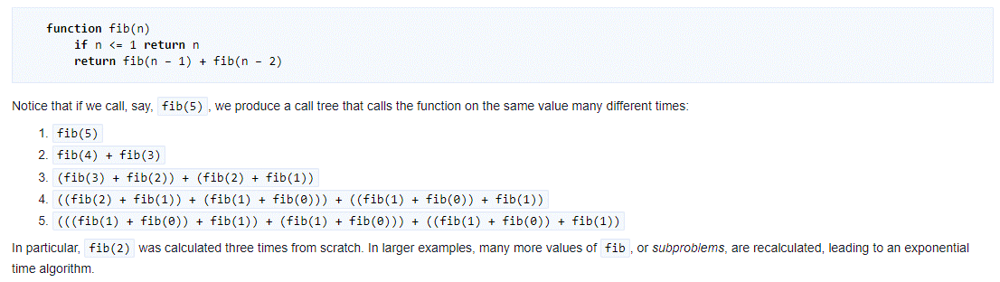 function fib(n)
if n <= 1 return n
return fib(n - 1) + fib(n - 2)
Notice that if we call, say, fib(5) , we produce a call tree that calls the function on the same value many different times:
1. fib(5)
2. fib(4) + fib(3)
3. (fib(3) + fib(2)) + (fib(2) + fib(1))
4. ((fib(2) + fib(1)) + (fib(1) + fib(0))) + ((fib(1) + fib(0)) + fib(1))
5. (((fib(1) + fib(0)) + fib(1)) + (fib(1) + fib(0))) + ((fib(1) + fib(0)) + fib(1))
In particular, fib(2) was calculated three times from scratch. In larger examples, many more values of fib , or subproblems, are recalculated, leading to an exponential
time algorithm.